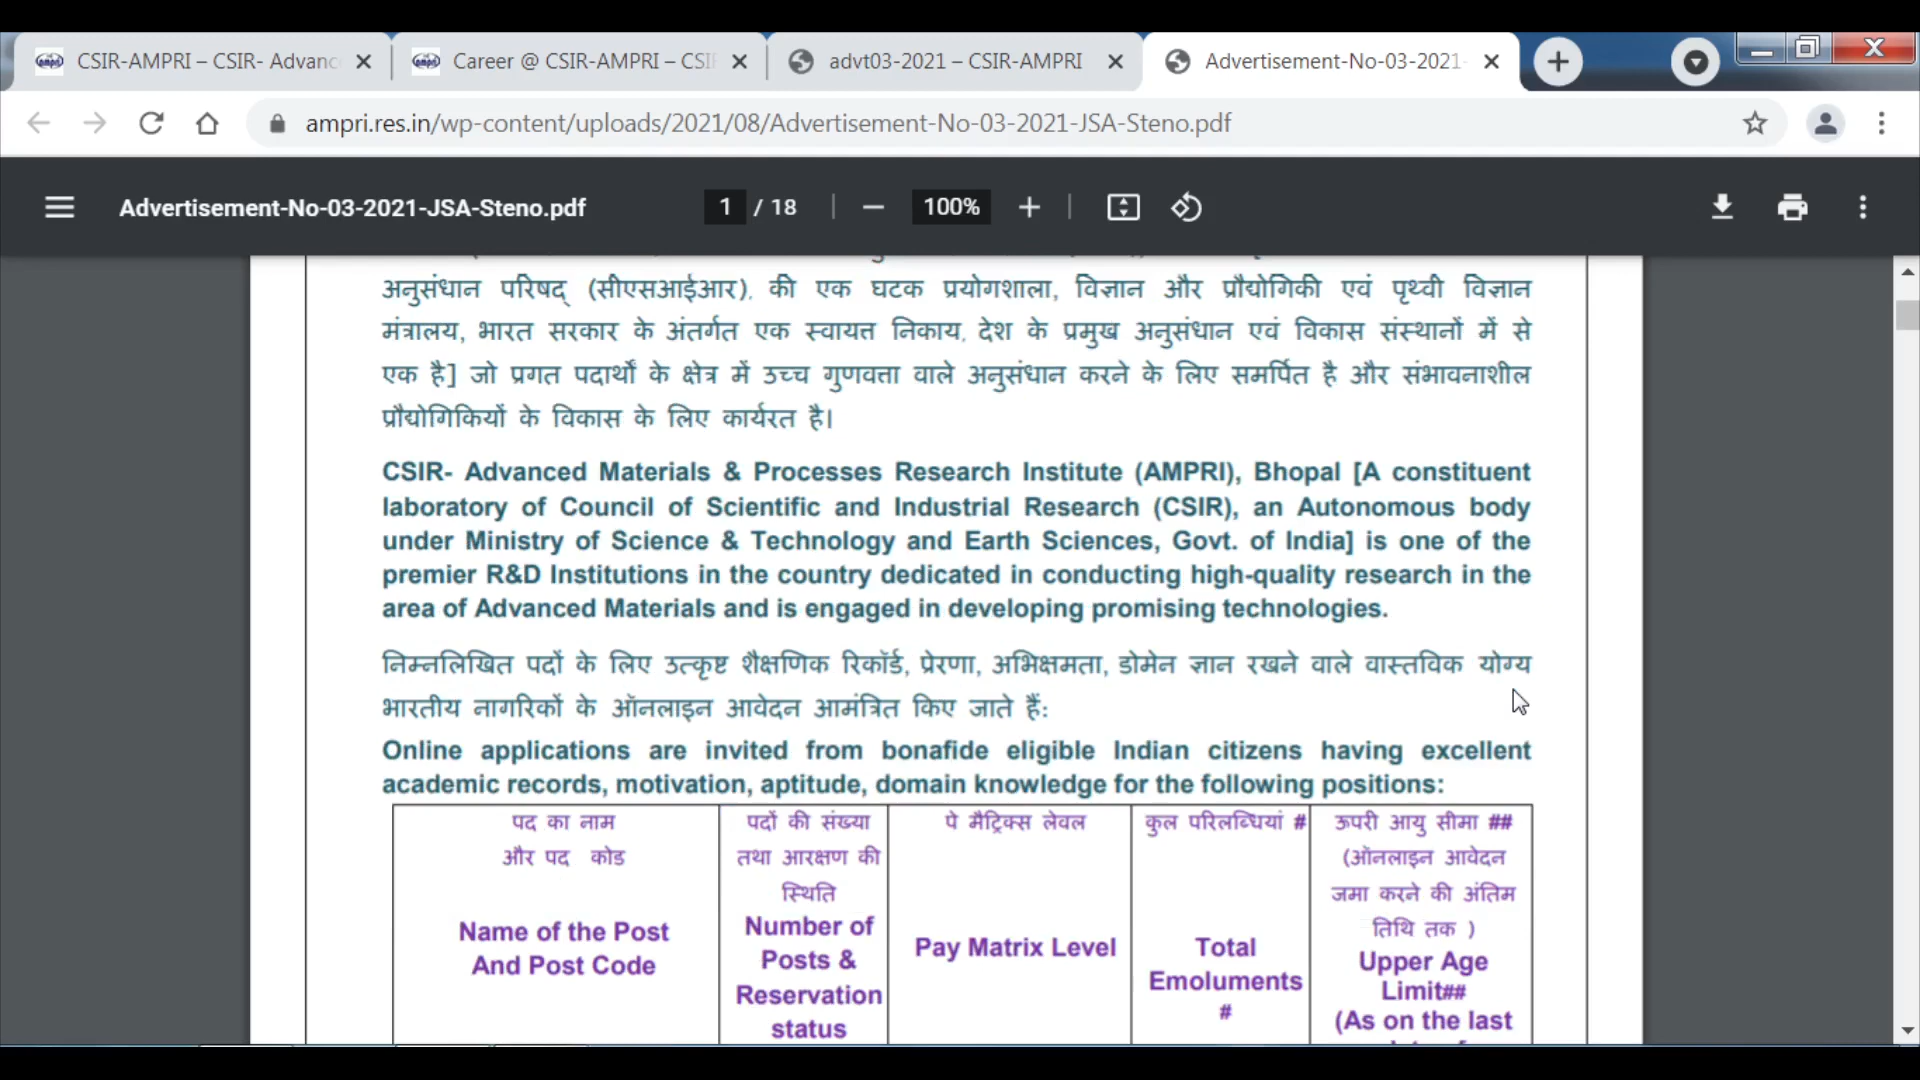 CSIR-AMPRI – CSIR- Advanc
Career @ CSIR-AMPRI – CSI
advt03-2021 – CSIR-AMPRI
Advertisement-No-03-2021-
ampri.res.in/wp-content/uploads/2021/08/Advertisement-No-03-2021-JSA-Steno.pdf
Advertisement-No-03-2021-JSA-Steno.pdf
1 / 18
100%
अनुसंधान परिषद् (सीएसआईआर), की एक घटक प्रयोगशाला, विज्ञान और प्रौद्योगिकी एवं पृथ्वी विज्ञान
मंत्रालय, भारत सरकार के अंतर्गत एक स्वायत्त निकाय, देश के प्रमुख अनुसंधान एवं विकास संस्थानों में से
एक है] जो प्रगत पदार्थों के क्षेत्र में उच्च गुणवत्ता वाले अनुसंधान करने के लिए समर्पित है और संभावनाशील
प्रौद्योगिकियों के विकास के लिए कार्यरत है।
CSIR- Advanced Materials & Processes Research Institute (AMPRI), Bhopal [A constituent
laboratory of Council of Scientific and Industrial Research (CSIR), an Autonomous body
under Ministry of Science & Technology and Earth Sciences, Govt. of India] is one of the
premier R&D Institutions in the country dedicated in conducting high-quality research in the
area of Advanced Materials and is engaged in developing promising technologies.
निम्नलिखित पदों के लिए उत्कृष्ट शैक्षणिक रिकॉर्ड, प्रेरणा, अभिक्षमता, डोमेन ज्ञान रखने वाले वास्तविक योग्य
भारतीय नागरिकों के ऑनलाइन आवेदन आमंत्रित किए जाते हैं:
Online applications are invited from bonafide eligible Indian citizens having excellent
academic records, motivation, aptitude, domain knowledge for the following positions:
पद का नाम
और पद कोड
Name of the Post
And Post Code
पदों की संख्या
तथा आरक्षण की
स्थिति
Number of
Posts &
Reservation
status
पे मैट्रिक्स लेवल
Pay Matrix Level
कुल परिलब्धियां #
Total
Emoluments
#
ऊपरी आयु सीमा ##
(ऑनलाइन आवेदन
जमा करने की अंतिम
तिथि तक )
Upper Age
Limit##
(As on the last